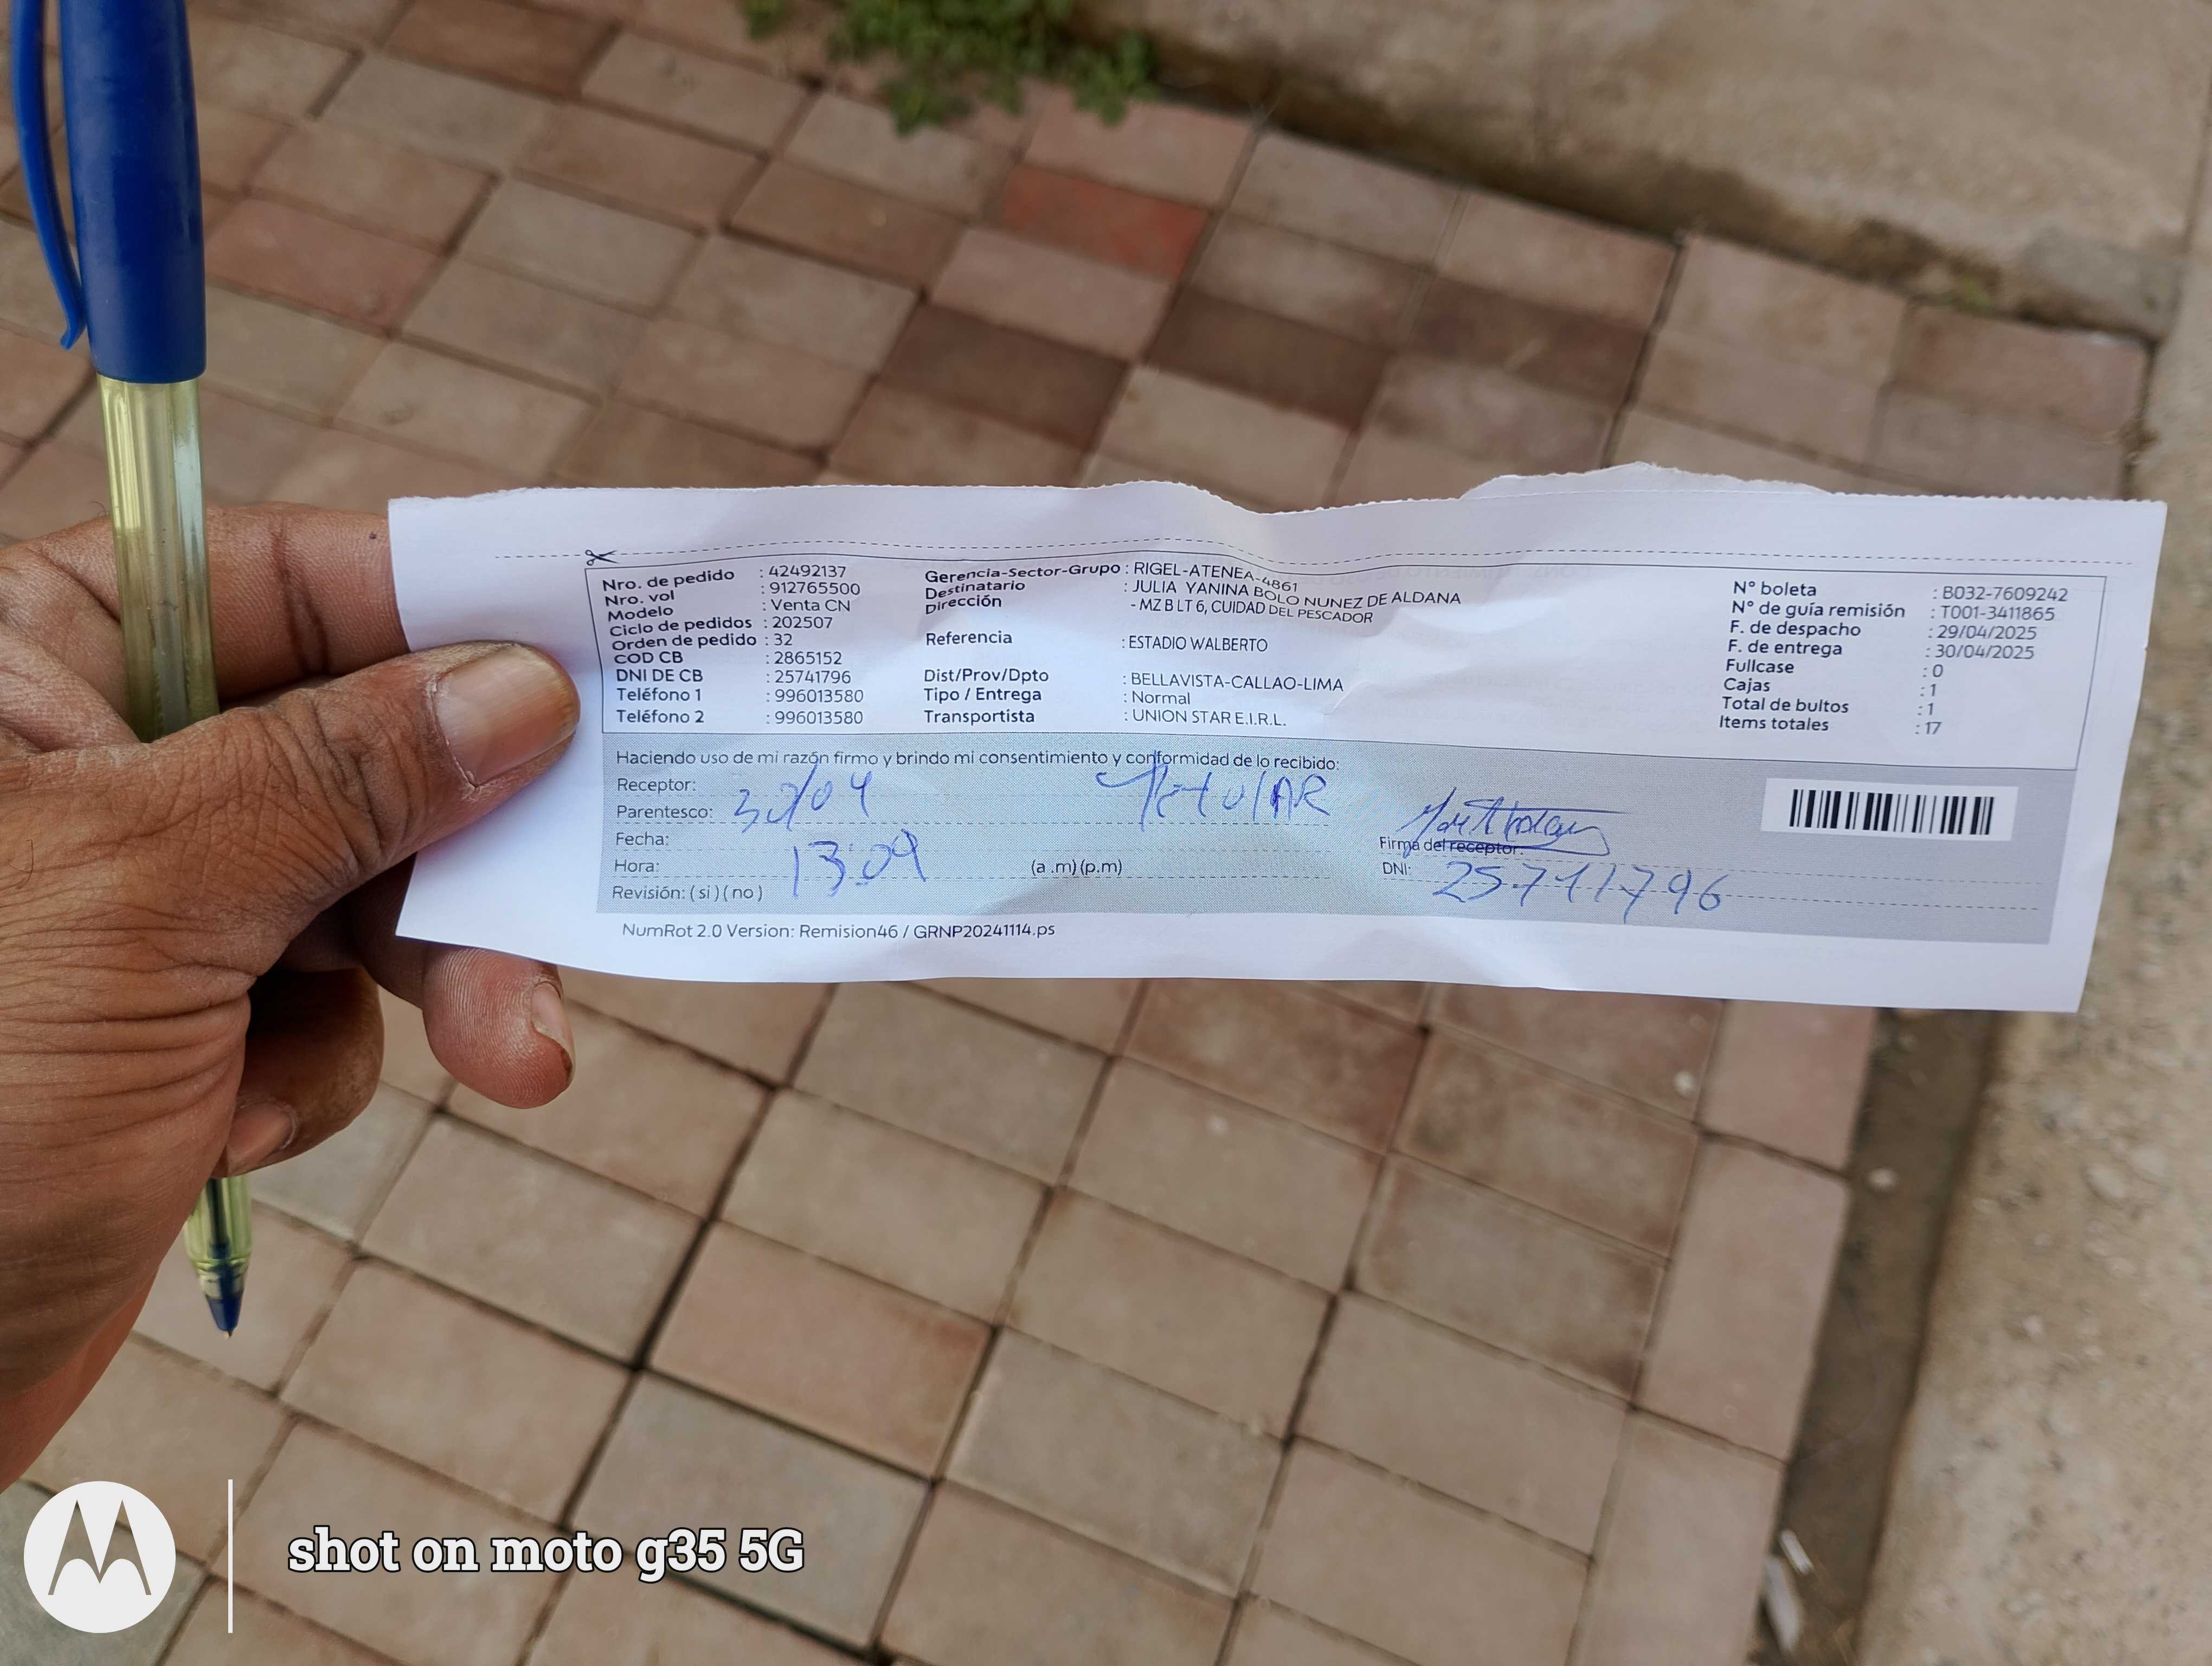 Nro. de pedido : 42492137
Nro. vol : 912765500
Modelo : Venta CN
Ciclo de pedidos : 202507
Orden de pedido : 32
COD CB : 2865152
DNI DE CB : 25741796
Teléfono 1 : 996013580
Teléfono 2 : 996013580
Gerencia-Sector-Grupo : RIGEL-ATENEA-4861
Destinatario : JULIA YANINA BOLO NUNEZ DE ALDANA
Dirección - MZ B LT 6, CUIDAD DEL PESCADOR
Referencia : ESTADIO WALBERTO
Dist/Prov/Dpto : BELLAVISTA-CALLAO-LIMA
Tipo / Entrega : Normal
Transportista : UNION STAR E.I.R.L.
N° boleta : B032-7609242
N° de guía remisión : T001-3411865
F. de despacho : 29/04/2025
F. de entrega : 30/04/2025
Fullcase : 0
Cajas : 1
Total de bultos : 1
Items totales : 17
Haciendo uso de mi razón firmo y brindo mi consentimiento y conformidad de lo recibido:
Receptor:
Parentesco: 30/04 TitulAR
Fecha:
Hora: 13:09 (a .m) (p.m)
Revisión: ( si ) ( no )
Firma del receptor:
DNI: 25741796
NumRot 2.0 Version: Remision46 / GRNP20241114.ps
shot on moto g35 5G